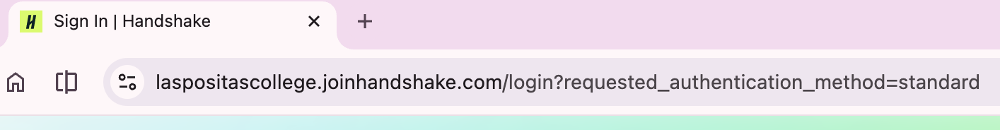 H Sign In | Handshake
laspositascollege.joinhandshake.com/login?requested_authentication_method=standard